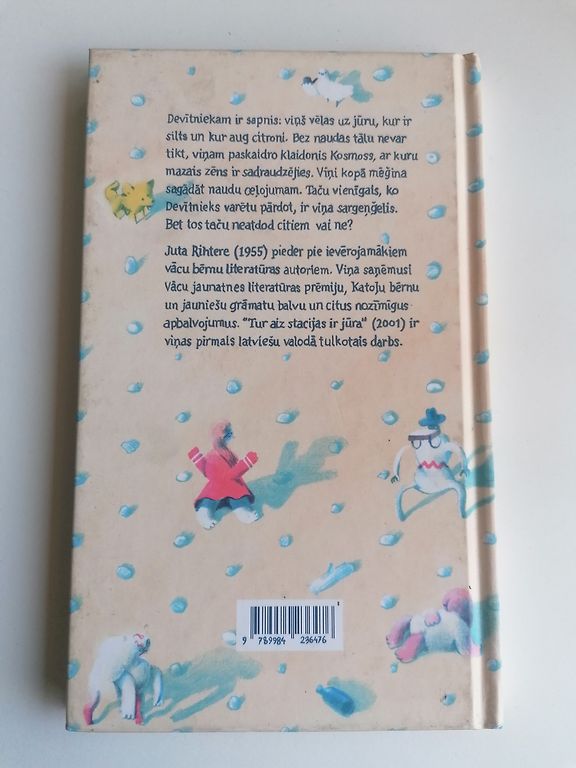 Devītniekam ir sapnis: viņš vēlas uz jūru, kur ir
silts un kur aug citroni. Bez naudas tālu nevar
tikt, viņam paskaidro klaidonis Kosmoss, ar kuru
mazais zēns ir sadraudzējies. Viņi kopā mēģina
sagādāt naudu ceļojumam. Taču vienīgais, ko
Devītnieks varētu pārdot, ir viņa sargeņģelis.
Bet tos taču neatdod citiem vai ne?
Juta Rihtere (1955) pieder pie ievērojamākiem
vācu bērnu literatūras autoriem. Viņa saņēmusi
Vācu jaunatnes literatūras prēmiju, Katoļu bērnu
un jauniešu grāmatu balvu un citus nozīmīgus
apbalvojumus. "Tur aiz stacijas ir jūra" (2001) ir
viņas pirmais latviešu valodā tulkotais darbs.
9 789984 236476